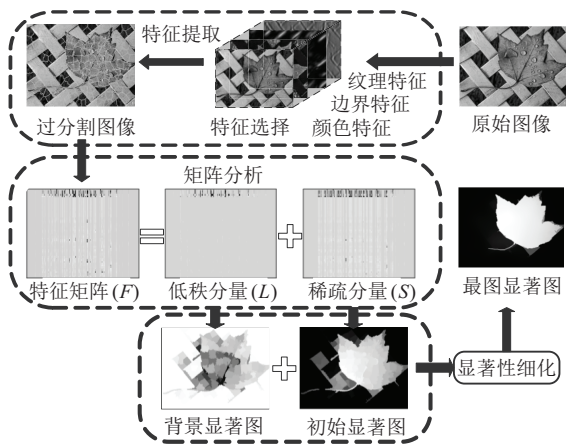 特征提取
纹理特征
边界特征
颜色特征
过分割图像
特征选择
原始图像
矩阵分析
特征矩阵(F)
低秩分量(L)
稀疏分量(S)
最图显著图
显著性细化
背景显著图
初始显著图